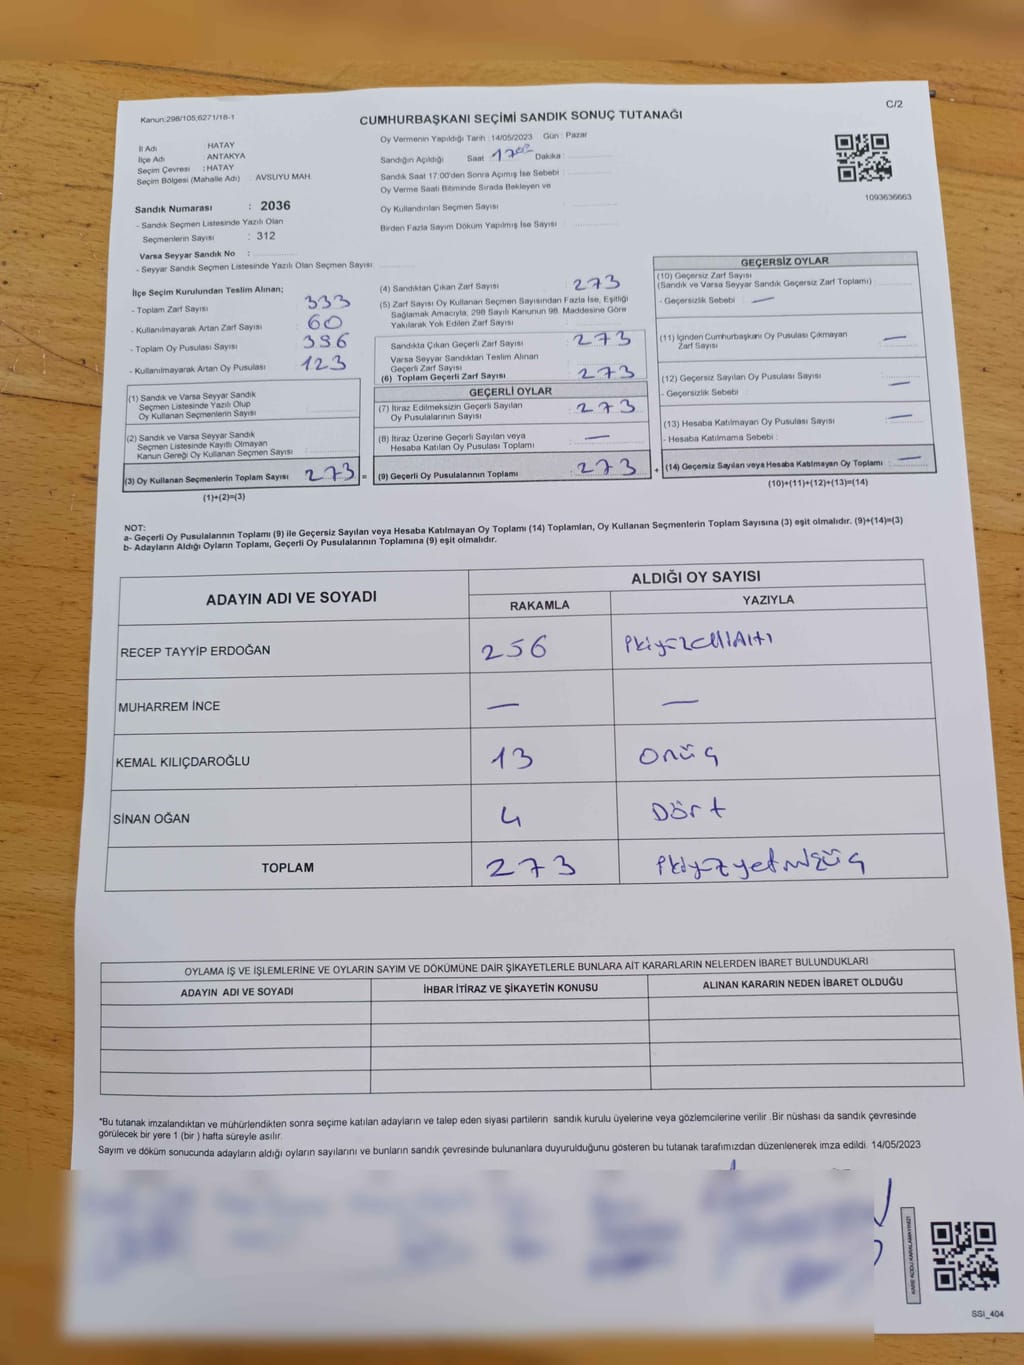 C/2
Kanun:298/105;6271/18-1
CUMHURBAŞKANI SEÇİMİ SANDIK SONUÇ TUTANAĞI
İl Adı : HATAY
İlçe Adı : ANTAKYA
Seçim Çevresi : HATAY
Seçim Bölgesi (Mahalle Adı) : AVSUYU MAH.
Oy Vermenin Yapıldığı Tarih :14/05/2023 Gün : Pazar
Sandığın Açıldığı Saat : 17:00 Dakika :
Sandık Saat 17:00'den Sonra Açımış İse Sebebi :
Oy Verme Saati Bitiminde Sırada Bekleyen ve
Oy Kullandırılan Seçmen Sayısı
Birden Fazla Sayım Döküm Yapılmış İse Sayısı
1093636663
Sandık Numarası : 2036
- Sandık Seçmen Listesinde Yazılı Olan
Seçmenlerin Sayısı : 312
Varsa Seyyar Sandık No :
- Seyyar Sandık Seçmen Listesinde Yazılı Olan Seçmen Sayısı:
İlçe Seçim Kurulundan Teslim Alınan;
- Toplam Zarf Sayısı 333
- Kullanılmayarak Artan Zarf Sayısı 60
- Toplam Oy Pusulası Sayısı 396
- Kullanılmayarak Artan Oy Pusulası 123
(1) Sandık ve Varsa Seyyar Sandık
Seçmen Listesinde Yazılı Olup
Oy Kullanan Seçmenlerin Sayısı
(2) Sandık ve Varsa Seyyar Sandık
Seçmen Listesinde Kayıtlı Olmayan
Kanun Gereği Oy Kullanan Seçmen Sayısı
(3) Oy Kullanan Seçmenlerin Toplam Sayısı 273 =
(1)+(2)=(3)
(4) Sandıktan Çıkan Zarf Sayısı : 273
(5) Zarf Sayısı Oy Kullanan Seçmen Sayısından Fazla İse, Eşitliği
Sağlamak Amacıyla, 298 Sayılı Kanunun 98. Maddesine Göre
Yakılarak Yok Edilen Zarf Sayısı :
Sandıkta Çıkan Geçerli Zarf Sayısı : 273
Varsa Seyyar Sandıktan Teslim Alınan
Geçerli Zarf Sayısı
(6) Toplam Geçerli Zarf Sayısı : 273
GEÇERLİ OYLAR
(7) İtiraz Edilmeksizin Geçerli Sayılan
Oy Pusulalarının Sayısı : 273
(8) İtiraz Üzerine Geçerli Sayılan veya
Hesaba Katılan Oy Pusulası Toplamı : —
(9) Geçerli Oy Pusulalarının Toplamı : 273 +
GEÇERSİZ OYLAR
(10) Geçersiz Zarf Sayısı
(Sandık ve Varsa Seyyar Sandık Geçersiz Zarf Toplamı) :
- Geçersizlik Sebebi : —
(11) İçinden Cumhurbaşkanı Oy Pusulası Çıkmayan
Zarf Sayısı —
(12) Geçersiz Sayılan Oy Pusulası Sayısı : —
- Geçersizlik Sebebi :
(13) Hesaba Katılmayan Oy Pusulası Sayısı : —
- Hesaba Katılmama Sebebi :
(14) Geçersiz Sayılan veya Hesaba Katılmayan Oy Toplamı : —
(10)+(11)+(12)+(13)=(14)
NOT:
a- Geçerli Oy Pusulalarının Toplamı (9) ile Geçersiz Sayılan veya Hesaba Katılmayan Oy Toplamı (14) Toplamları, Oy Kullanan Seçmenlerin Toplam Sayısına (3) eşit olmalıdır. (9)+(14)=(3)
b- Adayların Aldığı Oyların Toplamı, Geçerli Oy Pusulalarının Toplamına (9) eşit olmalıdır.
ADAYIN ADI VE SOYADI
ALDIĞI OY SAYISI
RAKAMLA YAZIYLA
RECEP TAYYİP ERDOĞAN 256 İkiyüzelliAltı
MUHARREM İNCE — —
KEMAL KILIÇDAROĞLU 13 Onüç
SİNAN OĞAN 4 Dört
TOPLAM 273 İkiyüzyetmişüç
OYLAMA İŞ VE İŞLEMLERİNE VE OYLARIN SAYIM VE DÖKÜMÜNE DAİR ŞİKAYETLERLE BUNLARA AİT KARARLARIN NELERDEN İBARET BULUNDUKLARI
ADAYIN ADI VE SOYADI İHBAR İTİRAZ VE ŞİKAYETİN KONUSU ALINAN KARARIN NEDEN İBARET OLDUĞU
*Bu tutanak imzalandıktan ve mühürlendikten sonra seçime katılan adayların ve talep eden siyasi partilerin sandık kurulu üyelerine veya gözlemcilerine verilir .Bir nüshası da sandık çevresinde
görülecek bir yere 1 (bir ) hafta süreyle asılır.
Sayım ve döküm sonucunda adayların aldığı oyların sayılarını ve bunların sandık çevresinde bulunanlara duyurulduğunu gösteren bu tutanak tarafımızdan düzenlenerek imza edildi. 14/05/2023
SSI_404